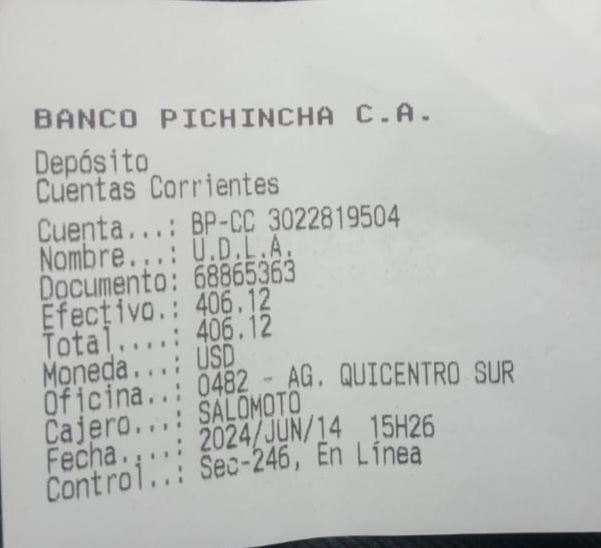 BANCO PICHINCHA C.A.
Depósito
Cuentas Corrientes
Cuenta...: BP-CC 3022819504
Nombre...: U.D.L.A.
Documento: 68865363
Efectivo.: 406.12
Total....: 406.12
Moneda...: USD
Oficina..: 0482 - AG. QUICENTRO SUR
Cajero...: SALOMOTO
Fecha....: 2024/JUN/14 15H26
Control..: Sec-246, En Línea